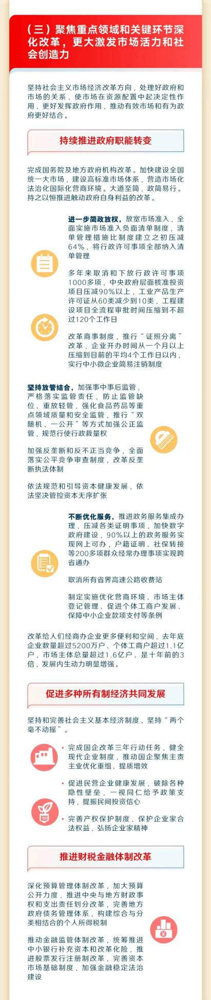 （三）聚焦重点领域和关键环节深
化改革，更大激发市场活力和社
会创造力
坚持社会主义市场经济改革方向，处理好政府和
市场的关系，使市场在资源配置中起决定性作
用，更好发挥政府作用，推动有效市场和有为政
府更好结合。
持续推进政府职能转变
完成国务院及地方政府机构改革。加快建设全国
统一大市场，建设高标准市场体系，营造市场化
法治化国际化营商环境。大道至简，政简易行。
持之以恒推进触动政府自身利益的改革。
进一步简政放权，放宽市场准入，全
面实施市场准入负面清单制度，清
单管理措施比制度建立之初压减
64%，将行政许可事项全部纳入清
单管理
多年来取消和下放行政许可事项
1000多项，中央政府层面核准投资
项目压减90%以上，工业产品生产
许可证从60类减少到10类，工程建
设项目全流程审批时间压缩到不超
过120个工作日
改革商事制度，推行“证照分离”
改革，企业开办时间从一个月以上
压缩到目前的平均4个工作日以内，
实行中小微企业简易注销制度
坚持放管结合，加强事中事后监管，
严格落实监管责任，防止监管缺
位、重放轻管，强化食品药品等重
点领域质量和安全监管，推行“双
随机、一公开”等方式加强公正监
管，规范行使行政裁量权
加强反垄断和反不正当竞争，全面
落实公平竞争审查制度，改革反垄
断执法体制
依法规范和引导资本健康发展，依
法坚决管控资本无序扩张
不断优化服务，推进政务服务集成办
理，压减各类证明事项，加快数字
政府建设，90%以上的政务服务实
现网上可办，户籍证明、社保转接
等200多项群众经常办理事项实现跨
省通办
取消所有省界高速公路收费站
制定实施优化营商环境、市场主体
登记管理、促进个体工商户发展、
保障中小企业款项支付等条例
改革给人们经商办企业更多便利和空间，去年底
企业数量超过5200万户、个体工商户超过1.1亿
户，市场主体总量超过1.6亿户、是十年前的3
倍，发展内生动力明显增强。
促进多种所有制经济共同发展
坚持和完善社会主义基本经济制度，坚持“两个
毫不动摇”。
• 完成国企改革三年行动任务，健全
现代企业制度，推动国企聚焦主责
主业优化重组、提质增效
• 促进民营企业健康发展，破除各种
隐性壁垒，一视同仁给予政策支
持，提振民间投资信心
• 完善产权保护制度，保护企业家合
法权益，弘扬企业家精神
推进财税金融体制改革
深化预算管理体制改革，加大预算
公开力度，推进中央与地方财政事
权和支出责任划分改革，完善地方
政府债务管理体系，构建综合与分
类相结合的个人所得税制
推动金融监管体制改革，统筹推进
中小银行补充资本和改革化险，推
进股票发行注册制改革，完善资本
市场基础制度，加强金融稳定法治
建设